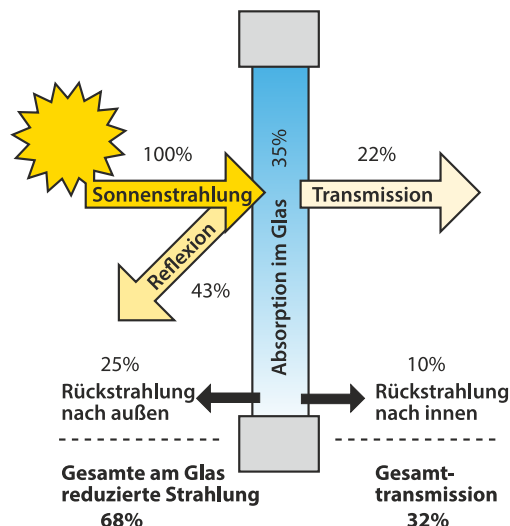 100%
Sonnenstrahlung
Reflexion
43%
35%
Absorption im Glas
22%
Transmission
25%
Rückstrahlung
nach außen
10%
Rückstrahlung
nach innen
Gesamte am Glas
reduzierte Strahlung
68%
Gesamt-
transmission
32%